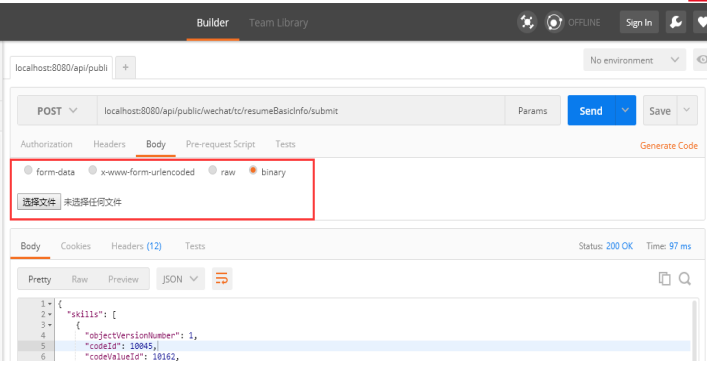 Builder Team Library OFFLINE Sign In
localhost:8080/api/publi + No environment
POST localhost:8080/api/public/wechat/tc/resumeBasicInfo/submit Params Send Save
Authorization Headers Body Pre-request Script Tests Generate Code
form-data x-www-form-urlencoded raw binary
选择文件 未选择任何文件
Body Cookies Headers (12) Tests Status: 200 OK Time: 97 ms
Pretty Raw Preview JSON
1 {
2 "skills": [
3 {
4 "objectVersionNumber": 1,
5 "codeId": 10045,
6 "codeValueId": 10162,